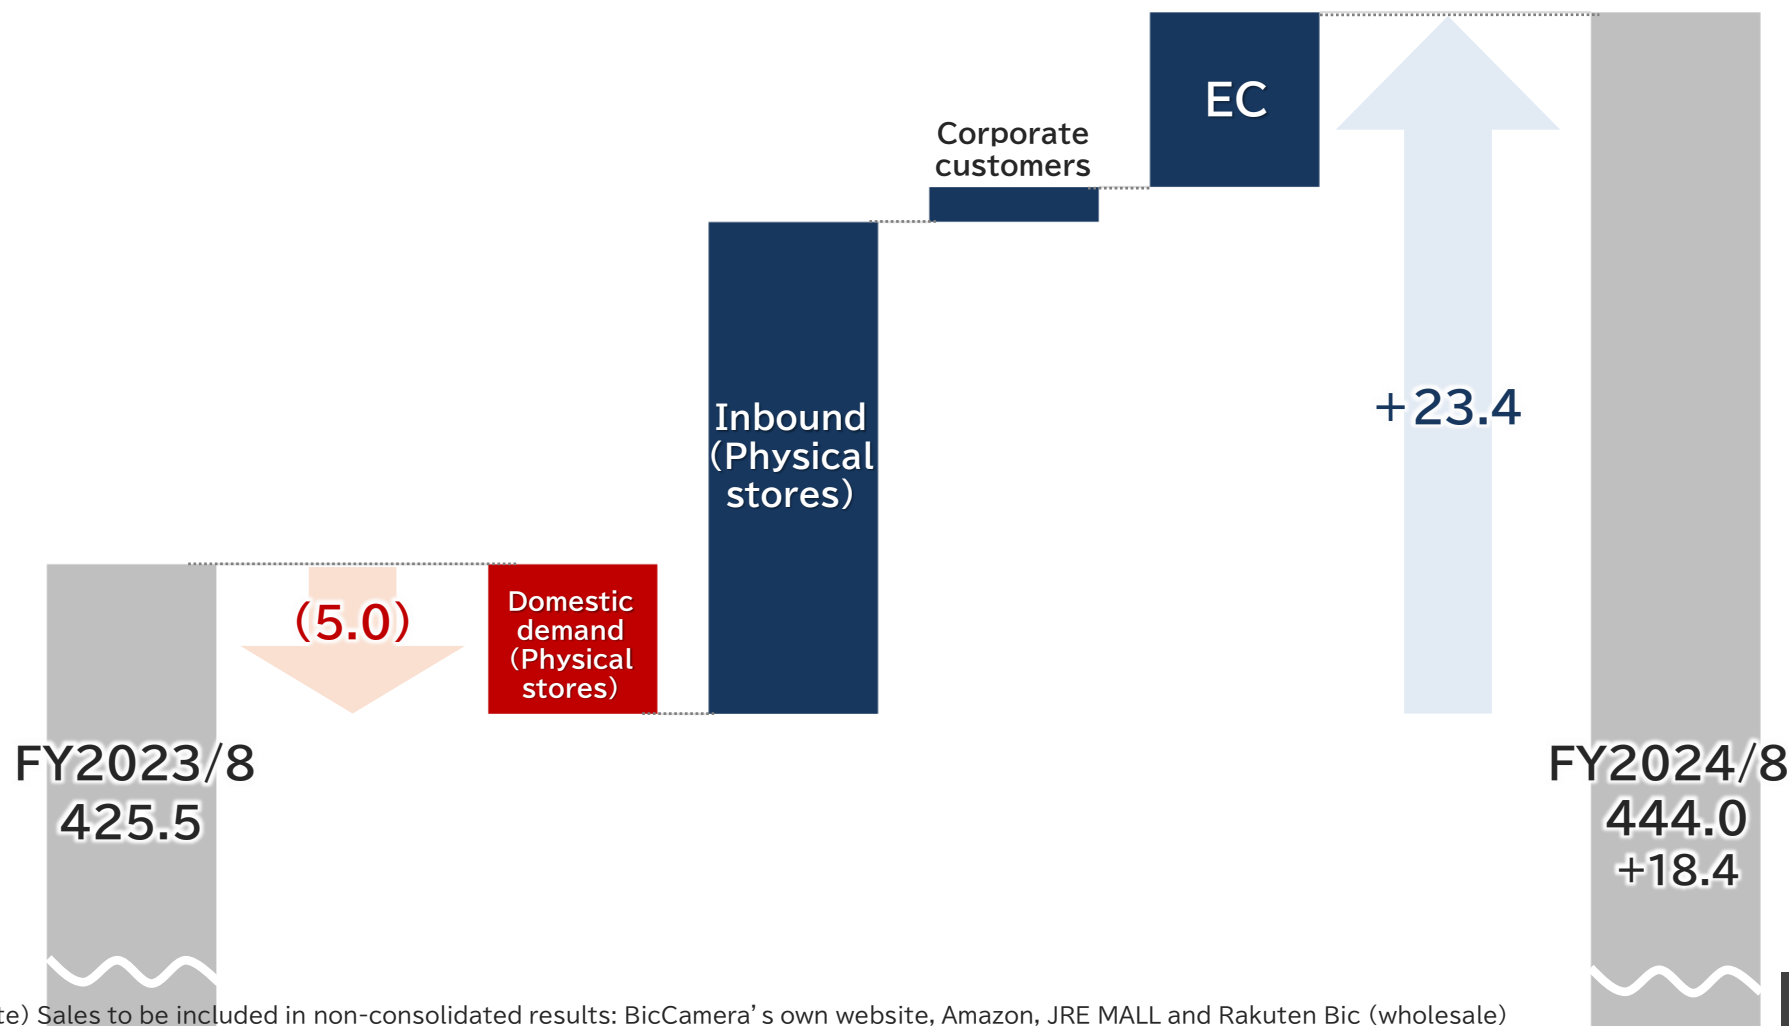 EC
Corporate
customers
Inbound
(Physical
stores)
+23.4
Domestic
demand
(Physical
stores)
(5.0)
FY2023/8
425.5
FY2024/8
444.0
+18.4
Sales to be included in non-consolidated results: BicCamera's own website, Amazon, JRE MALL and Rakuten Bic (wholesale)